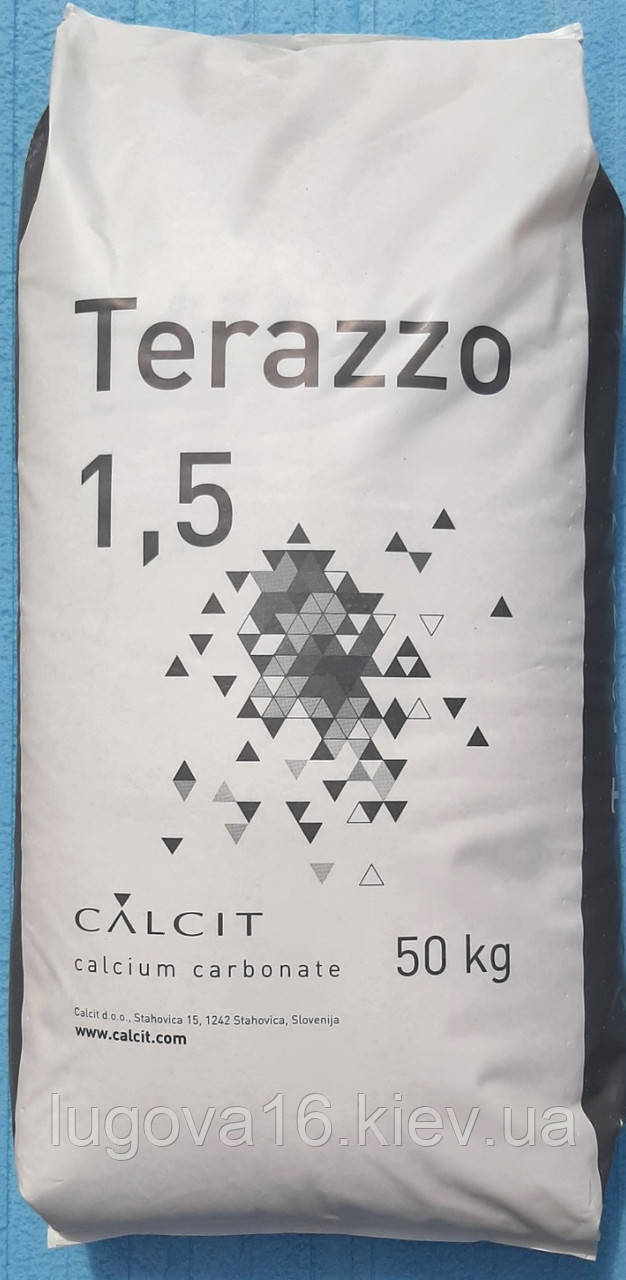 Terazzo
1,5
CALCIT
calcium carbonate
50 kg
Calcit d.o.o., Stahovica 15, 1242 Stahovica, Slovenija
www.calcit.com
lugova16.kiev.ua